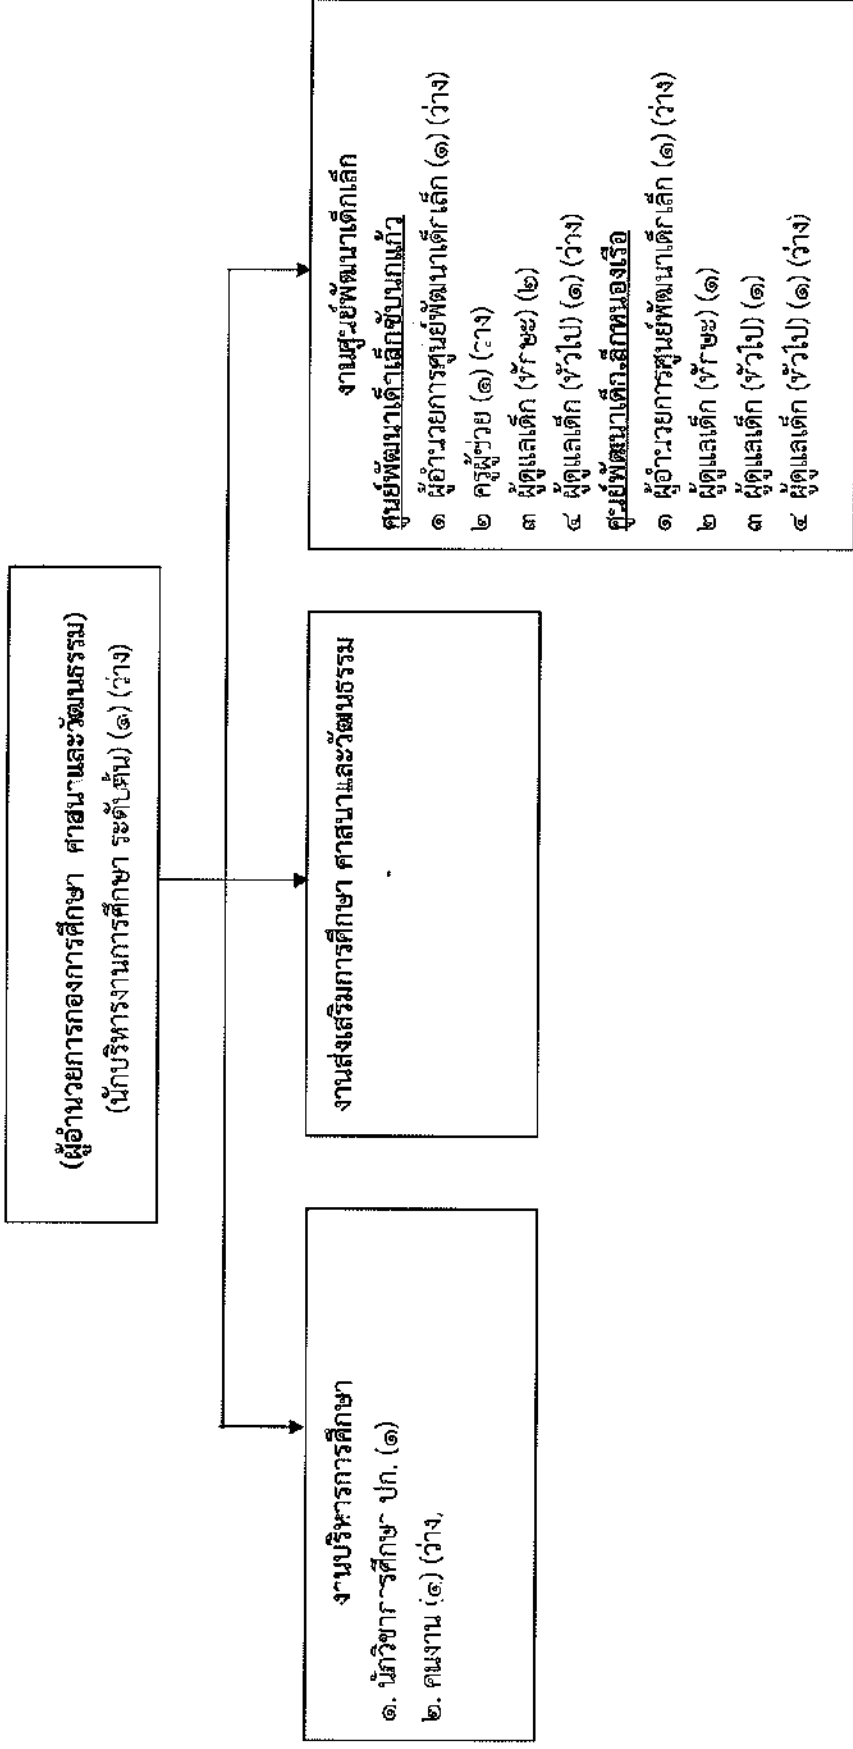 (ผู้อำนวยการกองการศึกษา ศาสนาและวัฒนธรรม)
(นักบริหารงานการศึกษา ระดับต้น) (๑) (ว่าง)
งานบริหารการศึกษา
๑. นักวิชาการศึกษา ปก. (๑)
๒. คนงาน (๑) (ว่าง)
งานส่งเสริมการศึกษา ศาสนาและวัฒนธรรม
-
งานศูนย์พัฒนาเด็กเล็ก
ศูนย์พัฒนาเด็กเล็กซับนกแก้ว
๑ ผู้อำนวยการศูนย์พัฒนาเด็กเล็ก (๑) (ว่าง)
๒ ครูผู้ช่วย (๑) (ว่าง)
๓ ผู้ดูแลเด็ก (ทักษะ) (๒)
๔ ผู้ดูแลเด็ก (ทั่วไป) (๑) (ว่าง)
ศูนย์พัฒนาเด็กเล็กหนองเรือ
๑ ผู้อำนวยการศูนย์พัฒนาเด็กเล็ก (๑) (ว่าง)
๒ ผู้ดูแลเด็ก (ทักษะ) (๑)
๓ ผู้ดูแลเด็ก (ทั่วไป) (๑)
๔ ผู้ดูแลเด็ก (ทั่วไป) (๑) (ว่าง)